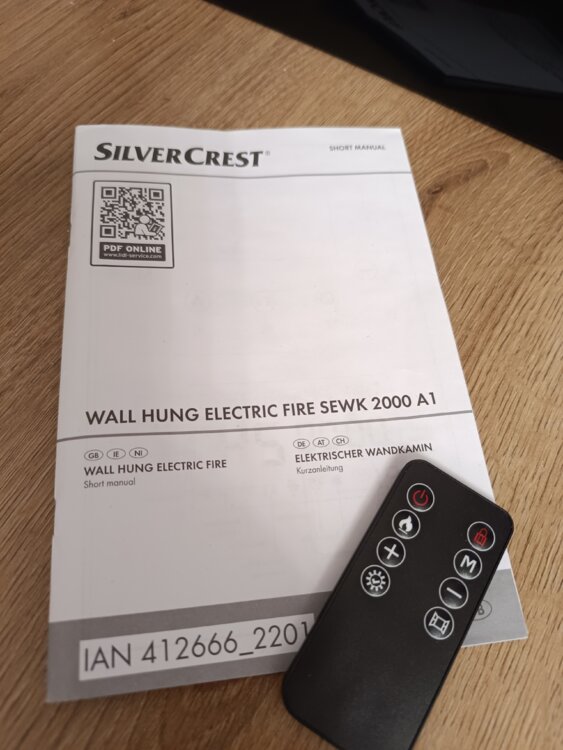 SILVERCREST®
SHORT MANUAL
PDF ONLINE
www.lidl-service.com
WALL HUNG ELECTRIC FIRE SEWK 2000 A1
GB IE NI
WALL HUNG ELECTRIC FIRE
Short manual
DE AT CH
ELEKTRISCHER WANDKAMIN
Kurzanleitung
IAN 412666_2201
M